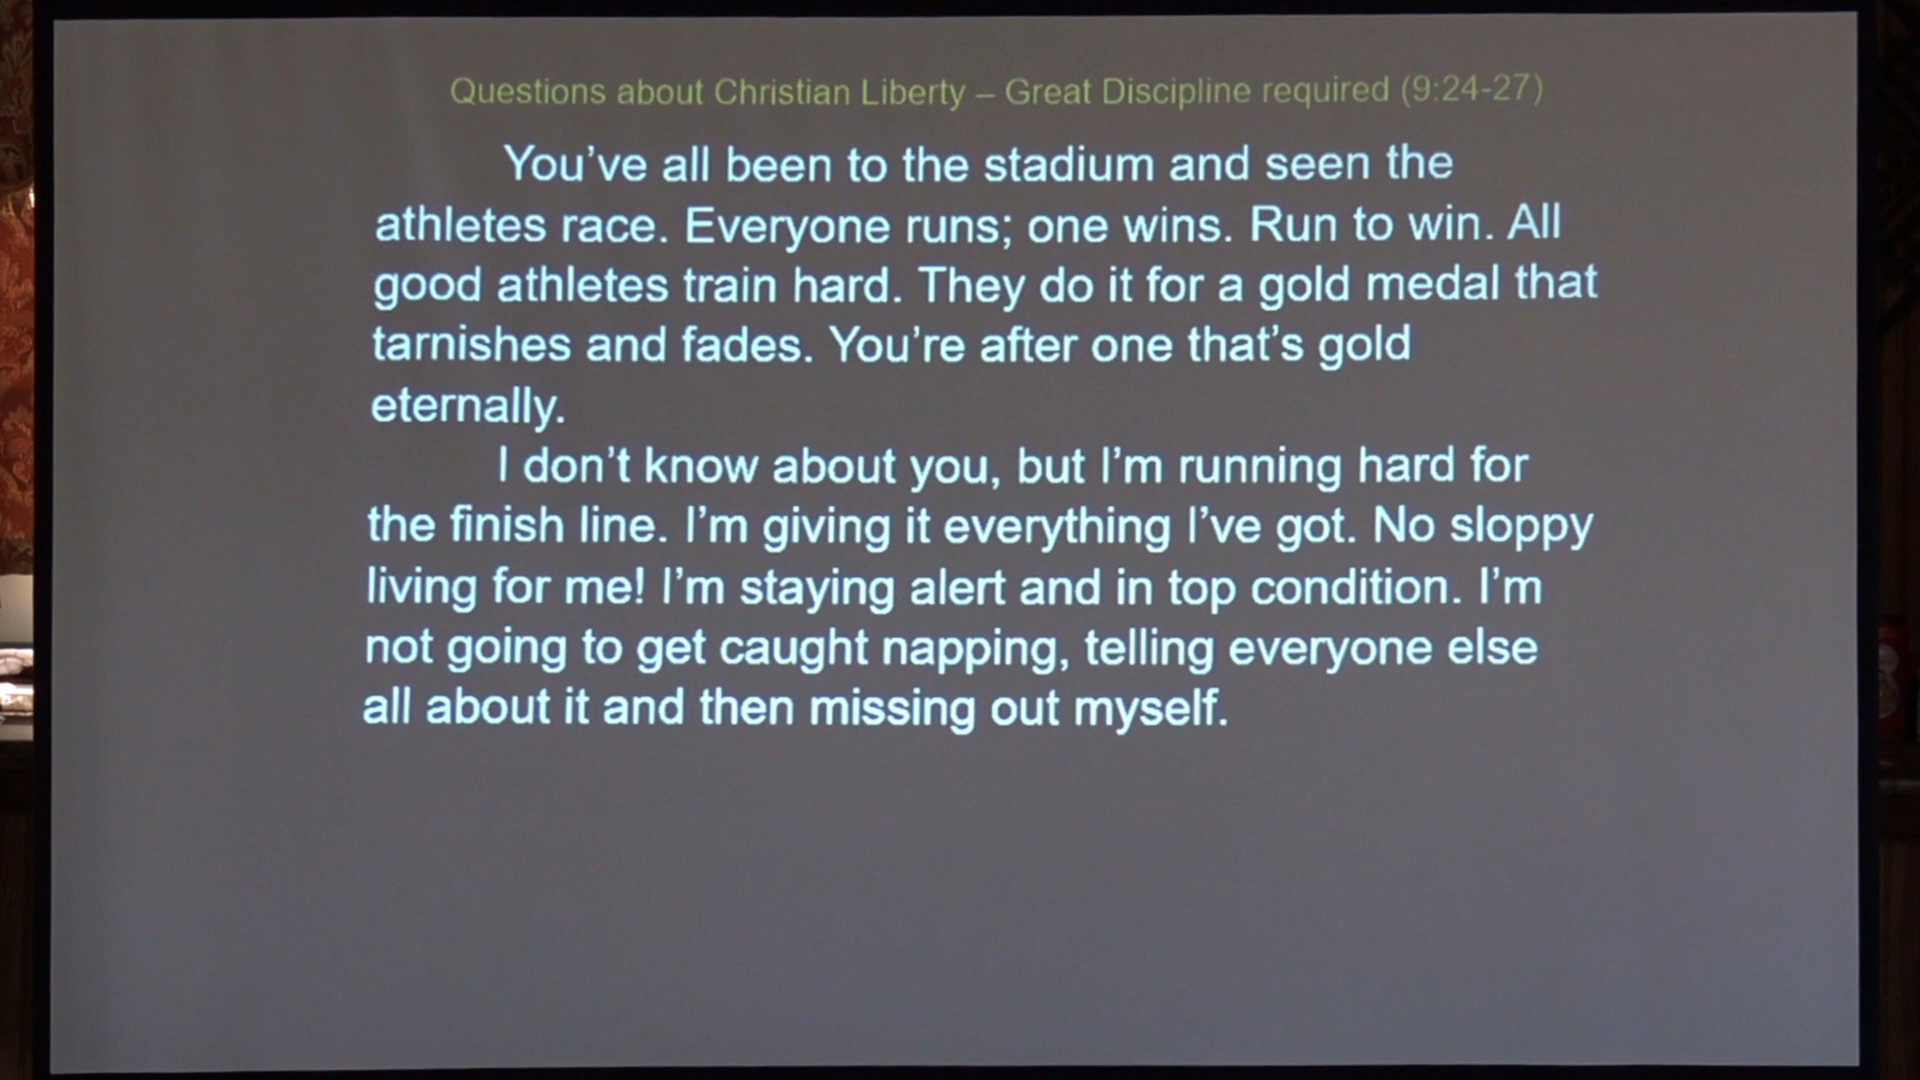 Questions about Christian Liberty – Great Discipline required (9:24-27)
You’ve all been to the stadium and seen the
athletes race. Everyone runs; one wins. Run to win. All
good athletes train hard. They do it for a gold medal that
tarnishes and fades. You’re after one that’s gold
eternally.
I don’t know about you, but I’m running hard for
the finish line. I’m giving it everything I’ve got. No sloppy
living for me! I’m staying alert and in top condition. I’m
not going to get caught napping, telling everyone else
all about it and then missing out myself.